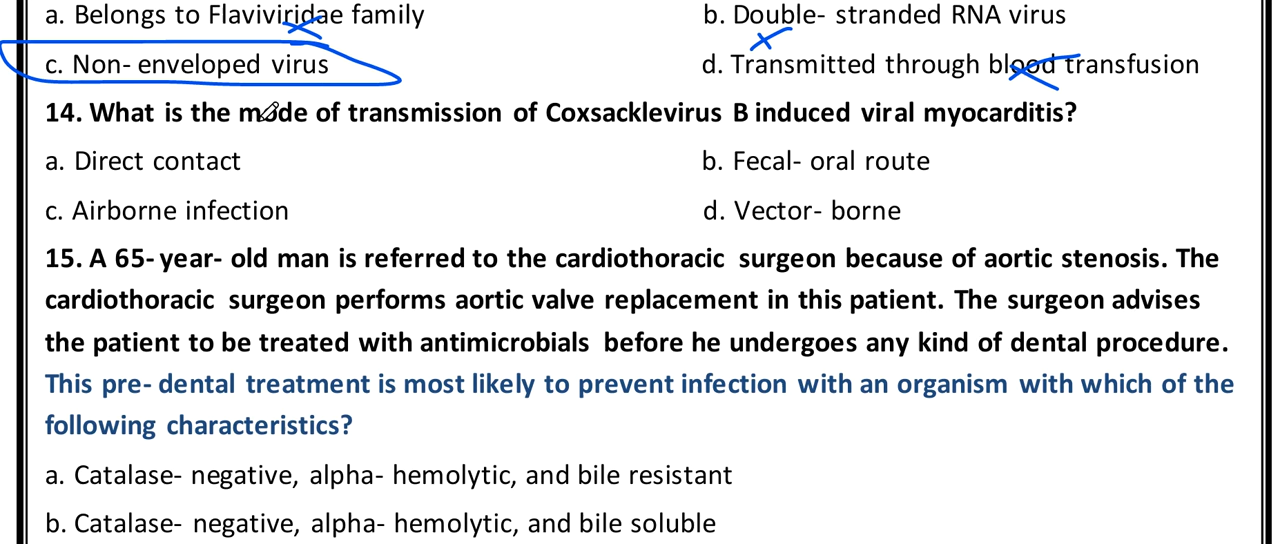 a. Belongs to Flaviviridae family b. Double- stranded RNA virus
c. Non- enveloped virus d. Transmitted through blood transfusion
14. What is the mode of transmission of Coxsacklevirus B induced viral myocarditis?
a. Direct contact b. Fecal- oral route
c. Airborne infection d. Vector- borne
15. A 65- year- old man is referred to the cardiothoracic surgeon because of aortic stenosis. The
cardiothoracic surgeon performs aortic valve replacement in this patient. The surgeon advises
the patient to be treated with antimicrobials before he undergoes any kind of dental procedure.
This pre- dental treatment is most likely to prevent infection with an organism with which of the
following characteristics?
a. Catalase- negative, alpha- hemolytic, and bile resistant
b. Catalase- negative, alpha- hemolytic, and bile soluble